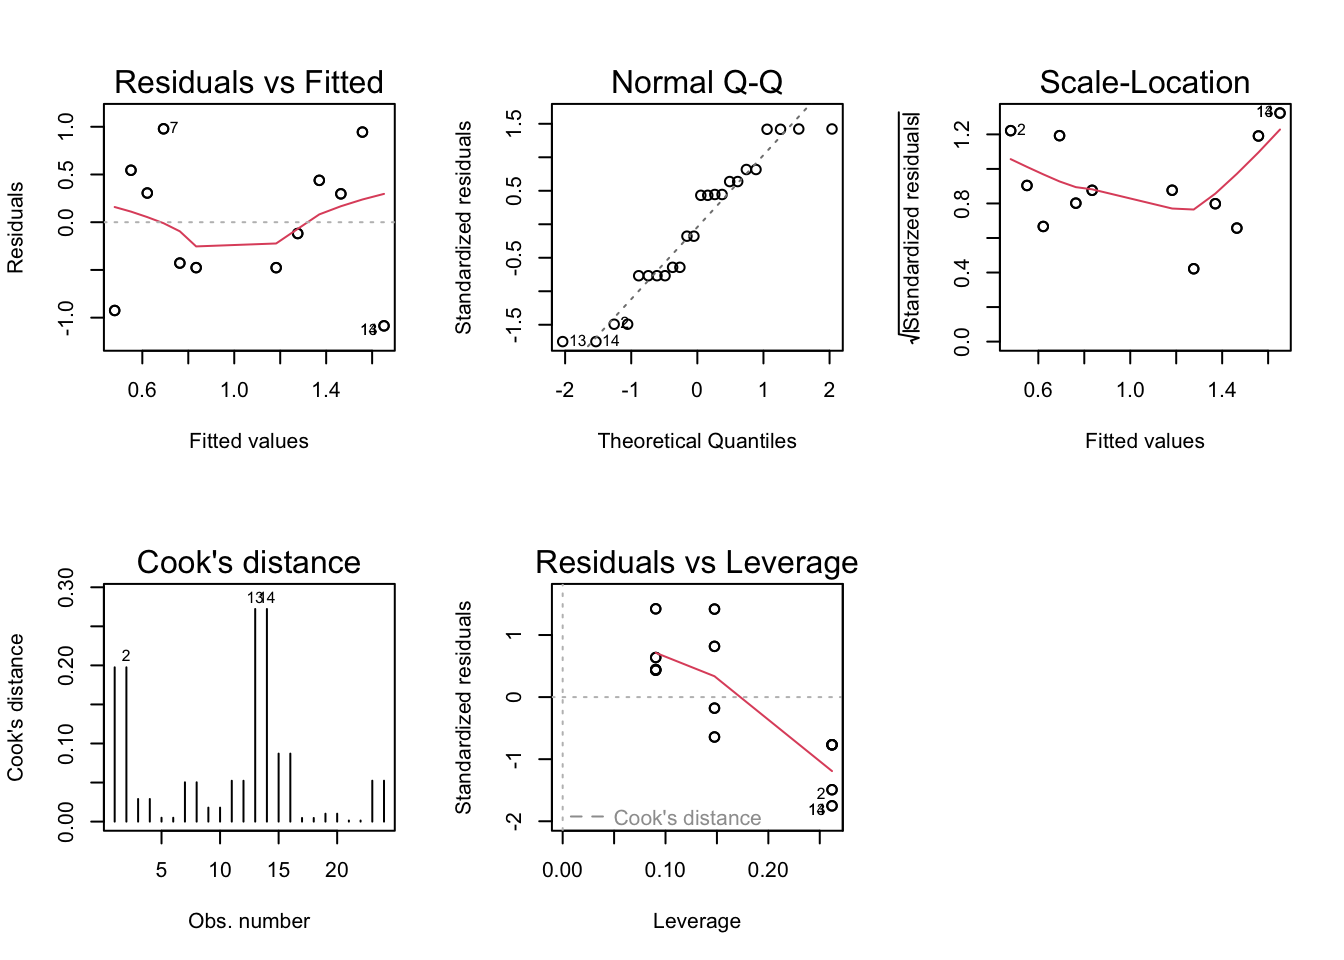 Residuals vs Fitted
Residuals
1.0
0.5
0.0
-1.0
7
0.6
1.0
1.4
Fitted values
Normal Q-Q
Standardized residuals
1.5
0.5
-0.5
-1.5
13
14
2
-2
-1
0
1
2
Theoretical Quantiles
Scale-Location
√|Standardized residuals|
1.2
0.8
0.4
0.0
2
0.6
1.0
1.4
Fitted values
Cook's distance
Cook's distance
0.30
0.20
0.10
0.00
2
13
14
5
10
15
20
Obs. number
Residuals vs Leverage
Standardized residuals
1
0
-1
-2
2
Cook's distance
0.00
0.10
0.20
Leverage